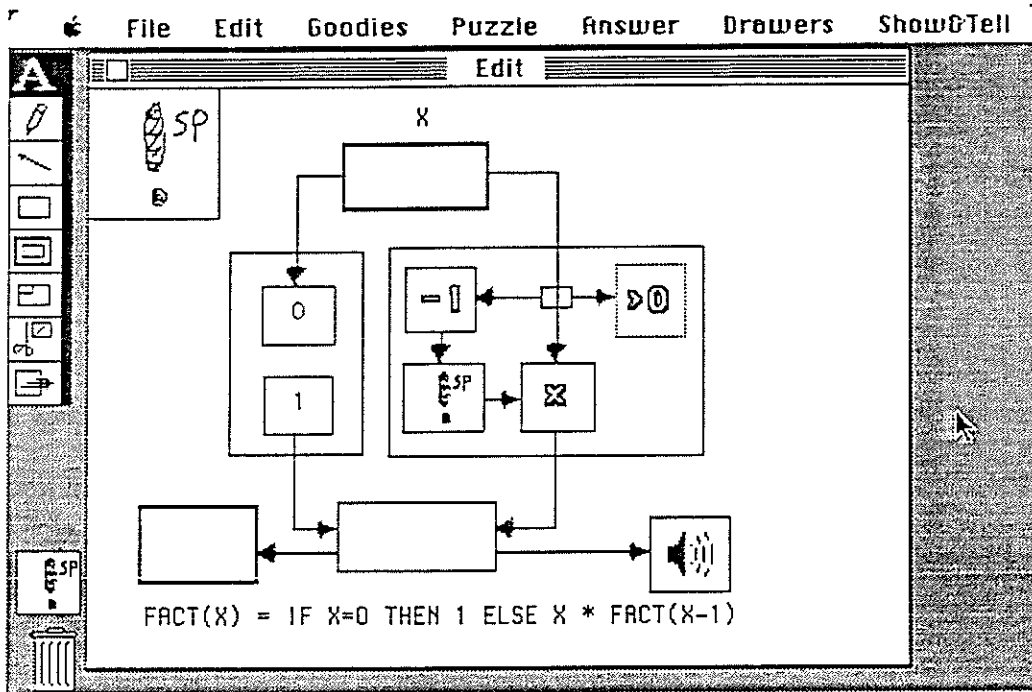 File Edit Goodies Puzzle Answer Drawers Show&Tell
A
Edit
SP
X
0
-1
>0
1
SP
X
SP
FACT(X) = IF X=0 THEN 1 ELSE X * FACT(X-1)